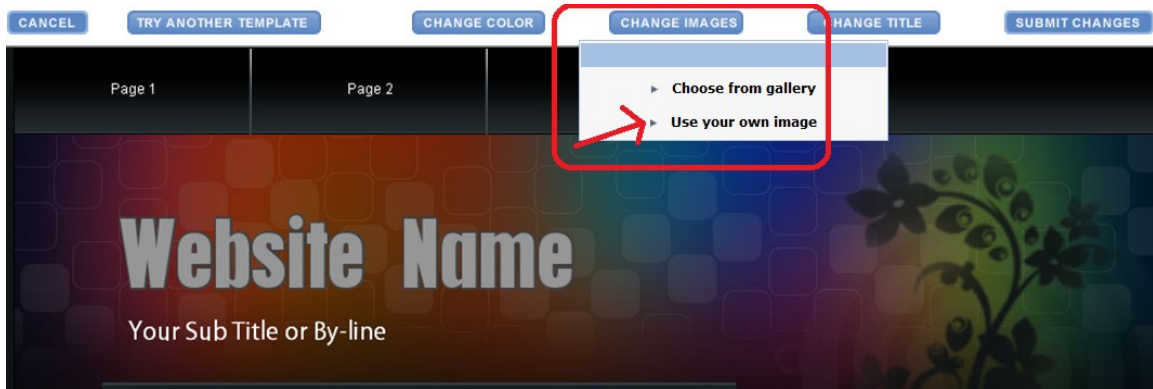 CANCEL TRY ANOTHER TEMPLATE CHANGE COLOR CHANGE IMAGES CHANGE TITLE SUBMIT CHANGES
Page 1 Page 2
Choose from gallery
Use your own image
Website Name
Your Sub Title or By-line